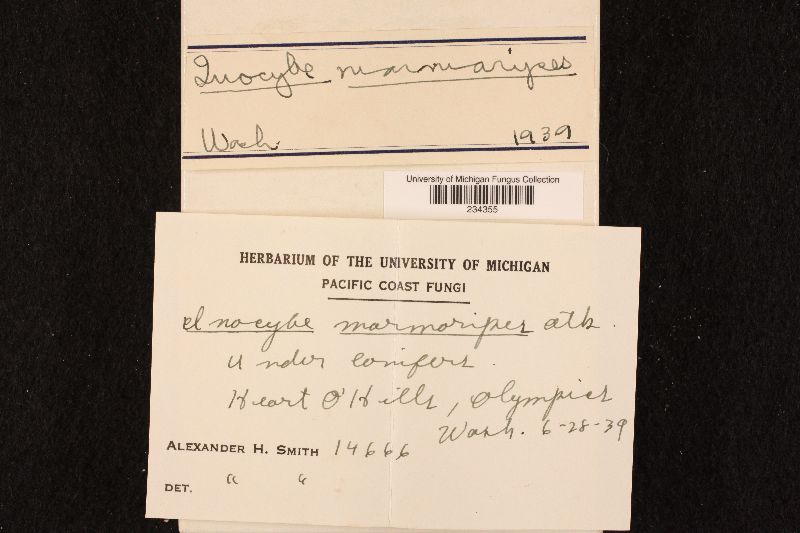 Inocybe marmoripes
Wash. 1939
University of Michigan Fungus Collection
234355
HERBARIUM OF THE UNIVERSITY OF MICHIGAN
PACIFIC COAST FUNGI
Inocybe marmoripes Atk.
Under conifers.
Heart O'Hills, Olympics
Wash. 6-28-39
ALEXANDER H. SMITH 14666
DET. " "